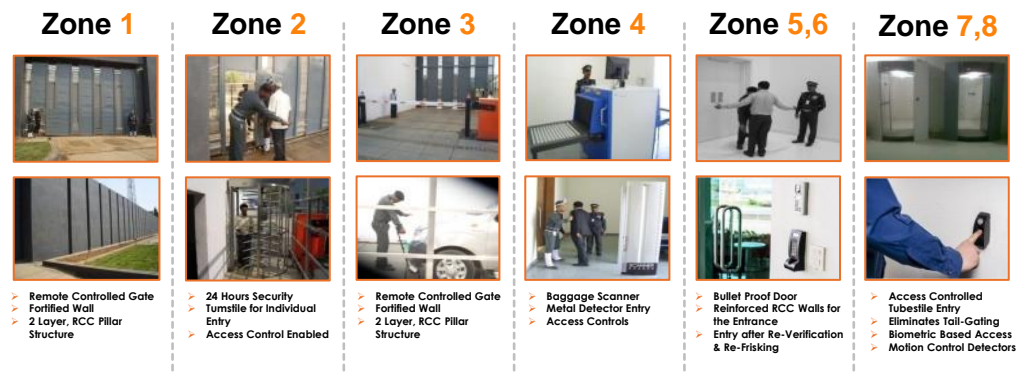 Zone 1
Zone 2
Zone 3
Zone 4
Zone 5,6
Zone 7,8
➢ Remote Controlled Gate
➢ Fortified Wall
➢ 2 Layer, RCC Pillar
Structure
➢ 24 Hours Security
➢ Turnstile for Individual
Entry
➢ Access Control Enabled
➢ Remote Controlled Gate
➢ Fortified Wall
➢ 2 Layer, RCC Pillar
Structure
➢ Baggage Scanner
➢ Metal Detector Entry
➢ Access Controls
➢ Bullet Proof Door
➢ Reinforced RCC Walls for
the Entrance
➢ Entry after Re-Verification
& Re-Frisking
➢ Access Controlled
Tubestile Entry
➢ Eliminates Tail-Gating
➢ Biometric Based Access
➢ Motion Control Detectors